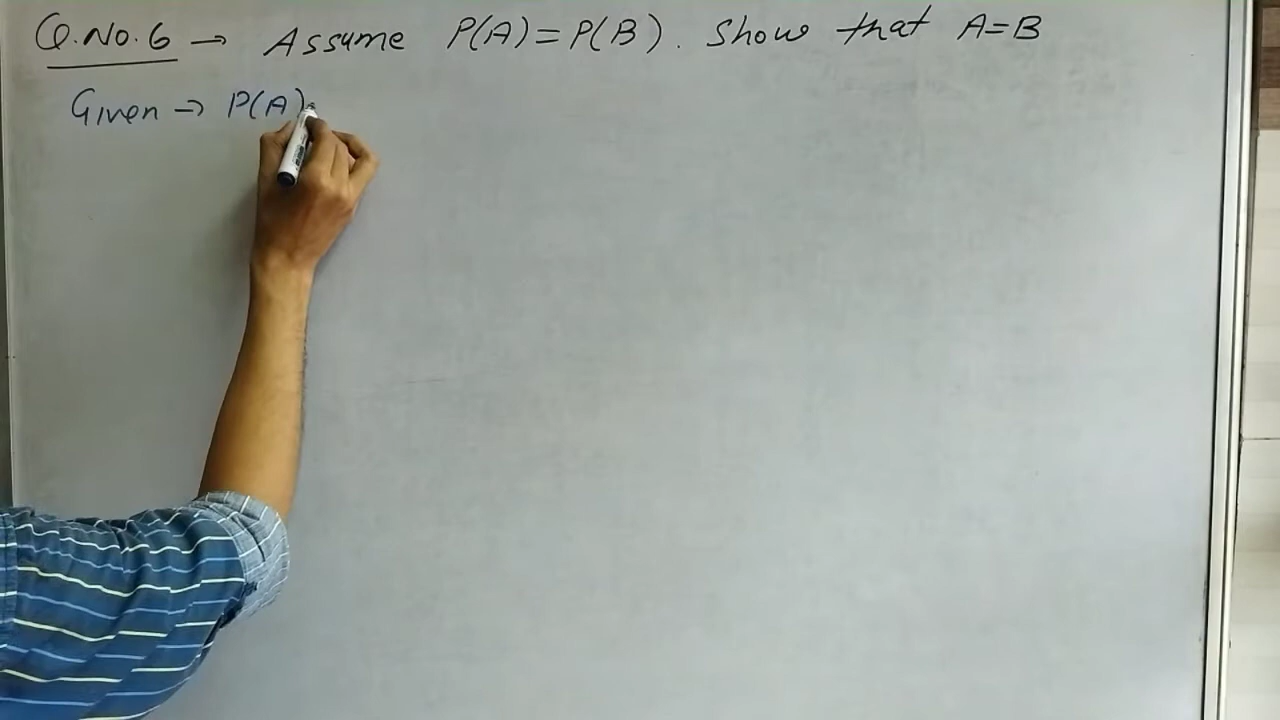 Q.No.6 → Assume P(A)=P(B). Show that A=B
Given → P(A)